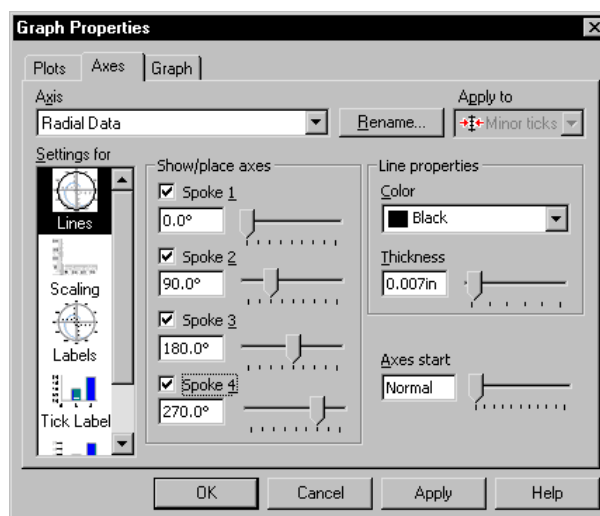 Graph Properties
Plots
Axes
Graph
Axis
Radial Data
Rename...
Apply to
Minor ticks
Settings for
Lines
Scaling
Labels
Tick Label
Show/place axes
Spoke 1
0.0°
Spoke 2
90.0°
Spoke 3
180.0°
Spoke 4
270.0°
Line properties
Color
Black
Thickness
0.007in
Axes start
Normal
OK
Cancel
Apply
Help